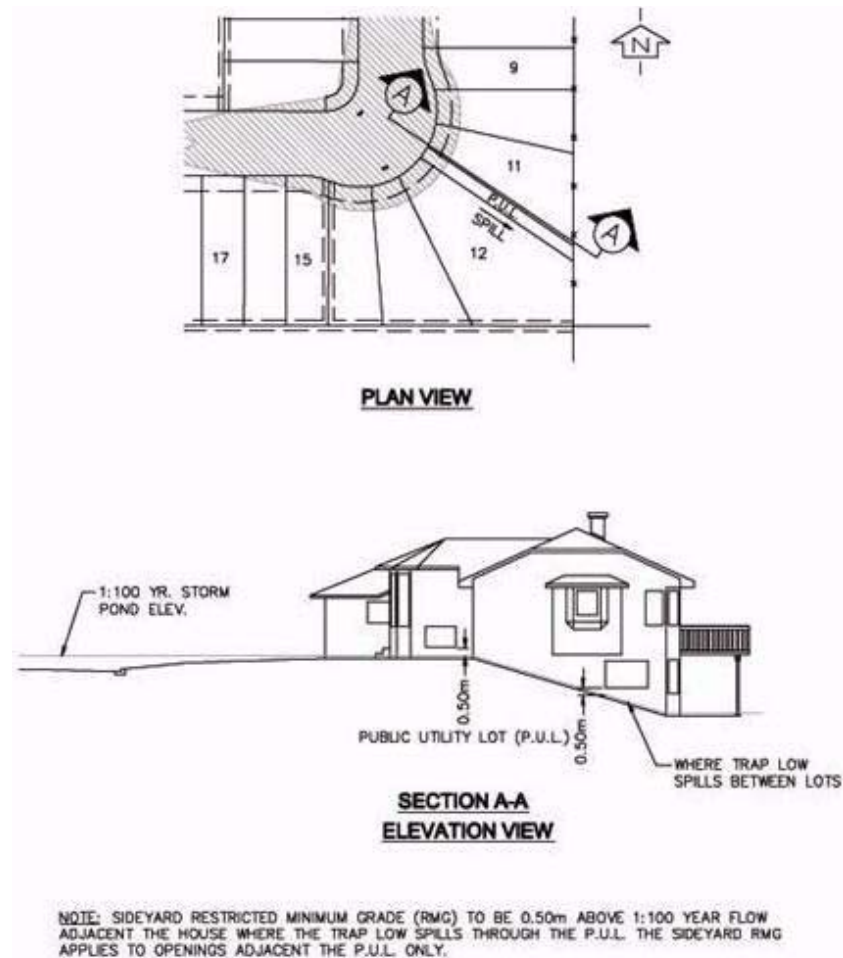 N
9
A
11
P.U.L.
SPILL
A
12
17
15
PLAN VIEW
1:100 YR. STORM
POND ELEV.
0.50m
PUBLIC UTILITY LOT (P.U.L.)
0.50m
WHERE TRAP LOW
SPILLS BETWEEN LOTS
SECTION A-A
ELEVATION VIEW
NOTE: SIDEYARD RESTRICTED MINIMUM GRADE (RMG) TO BE 0.50m ABOVE 1:100 YEAR FLOW
ADJACENT THE HOUSE WHERE THE TRAP LOW SPILLS THROUGH THE P.U.L. THE SIDEYARD RMG
APPLIES TO OPENINGS ADJACENT THE P.U.L. ONLY.